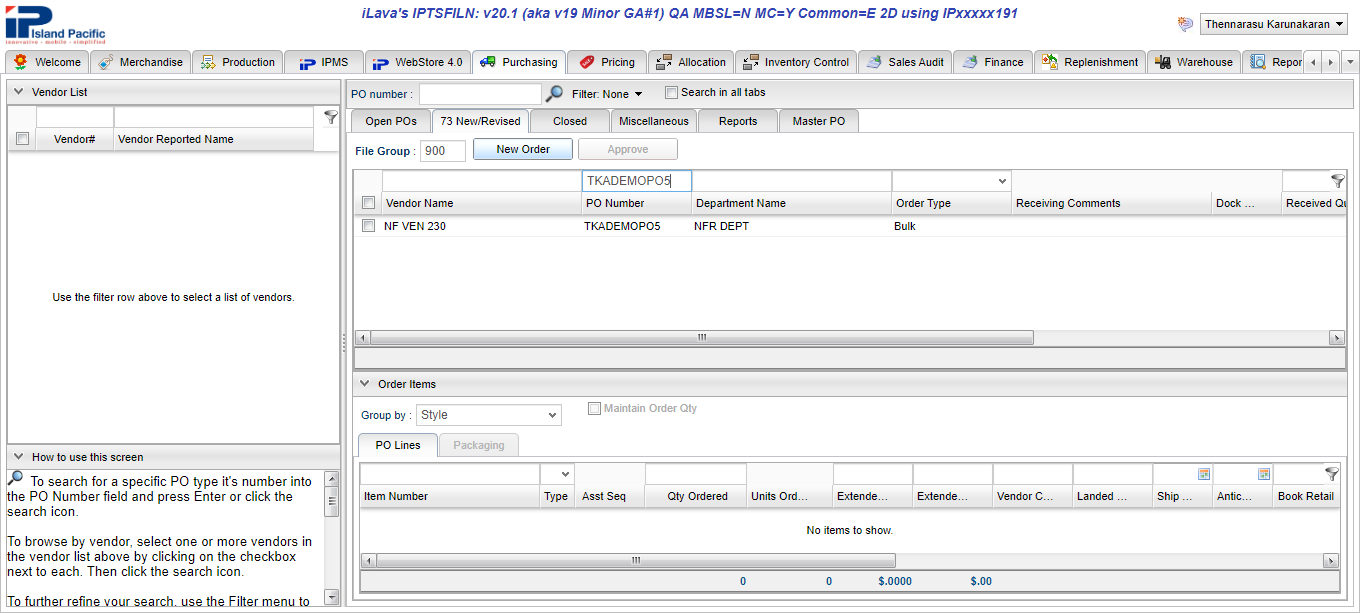 iLava's IPTSFILN: v20.1 (aka v19 Minor GA#1) QA MBSL=N MC=Y Common=E 2D using IPxxxxx191
IP Island Pacific
innovative - mobile - simplified
Thennarasu Karunakaran
Welcome Merchandise Production IPMS WebStore 4.0 Purchasing Pricing Allocation Inventory Control Sales Audit Finance Replenishment Warehouse Repor
Vendor List
Vendor# Vendor Reported Name
Use the filter row above to select a list of vendors.
How to use this screen
To search for a specific PO type it's number into
the PO Number field and press Enter or click the
search icon.
To browse by vendor, select one or more vendors in
the vendor list above by clicking on the checkbox
next to each. Then click the search icon.
To further refine your search, use the Filter menu to
PO number : Filter: None Search in all tabs
Open POs 73 New/Revised Closed Miscellaneous Reports Master PO
File Group : 900 New Order Approve
TKADEMOPO5
Vendor Name PO Number Department Name Order Type Receiving Comments Dock ... Received Qu
NF VEN 230 TKADEMOPO5 NFR DEPT Bulk
Order Items
Group by : Style Maintain Order Qty
PO Lines Packaging
Item Number Type Asst Seq Qty Ordered Units Ord... Extende... Extende... Vendor C... Landed ... Ship ... Antic... Book Retail
No items to show.
0 0 $.0000 $.00